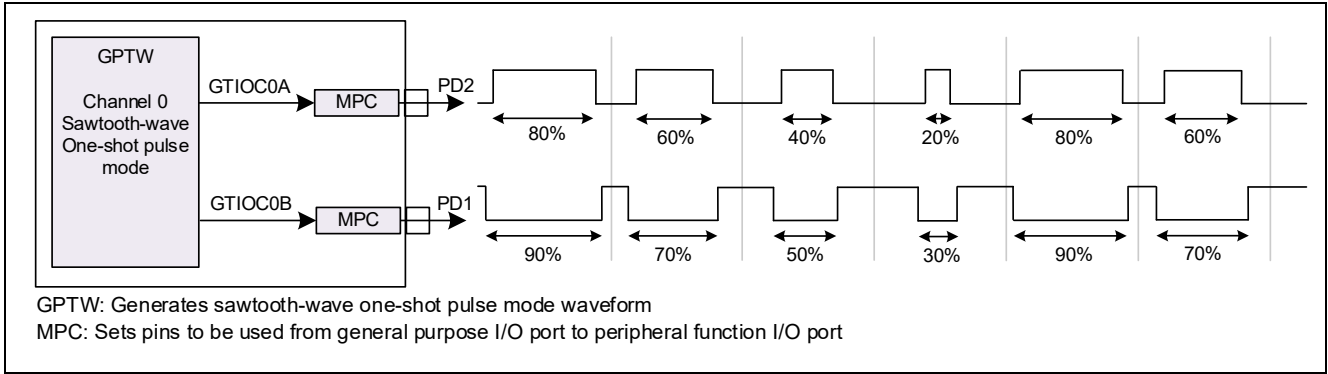 GPTW
Channel 0
Sawtooth-wave
One-shot pulse
mode
GTIOC0A
MPC
PD2
80%
60%
40%
20%
80%
60%
GTIOC0B
MPC
PD1
90%
70%
50%
30%
90%
70%
GPTW: Generates sawtooth-wave one-shot pulse mode waveform
MPC: Sets pins to be used from general purpose I/O port to peripheral function I/O port